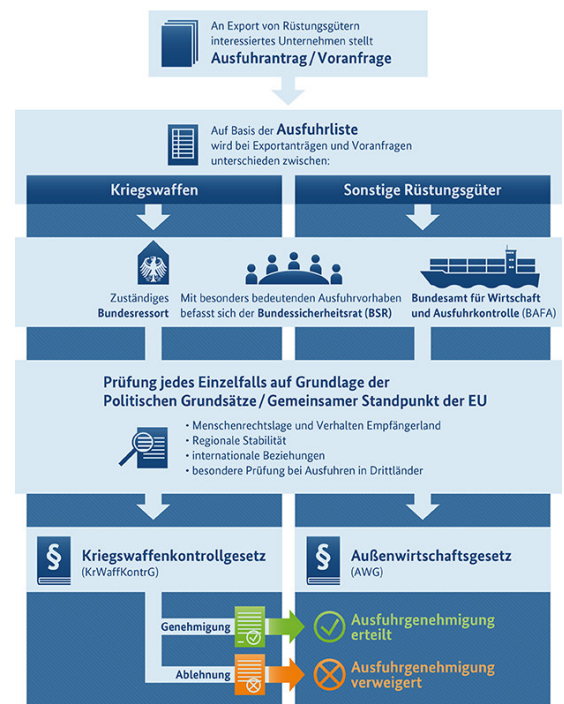 An Export von Rüstungsgütern
interessiertes Unternehmen stellt
Ausfuhrantrag / Voranfrage
Auf Basis der Ausfuhrliste
wird bei Exportanträgen und Voranfragen
unterschieden zwischen:
Kriegswaffen
Sonstige Rüstungsgüter
Zuständiges
Bundesressort
Mit besonders bedeutenden Ausfuhrvorhaben
befasst sich der Bundessicherheitsrat (BSR)
Bundesamt für Wirtschaft
und Ausfuhrkontrolle (BAFA)
Prüfung jedes Einzelfalls auf Grundlage der
Politischen Grundsätze / Gemeinsamer Standpunkt der EU
• Menschenrechtslage und Verhalten Empfängerland
• Regionale Stabilität
• internationale Beziehungen
• besondere Prüfung bei Ausfuhren in Drittländer
§
Kriegswaffenkontrollgesetz
(KrWaffKontrG)
§
Außenwirtschaftsgesetz
(AWG)
Genehmigung
Ausfuhrgenehmigung
erteilt
Ablehnung
Ausfuhrgenehmigung
verweigert